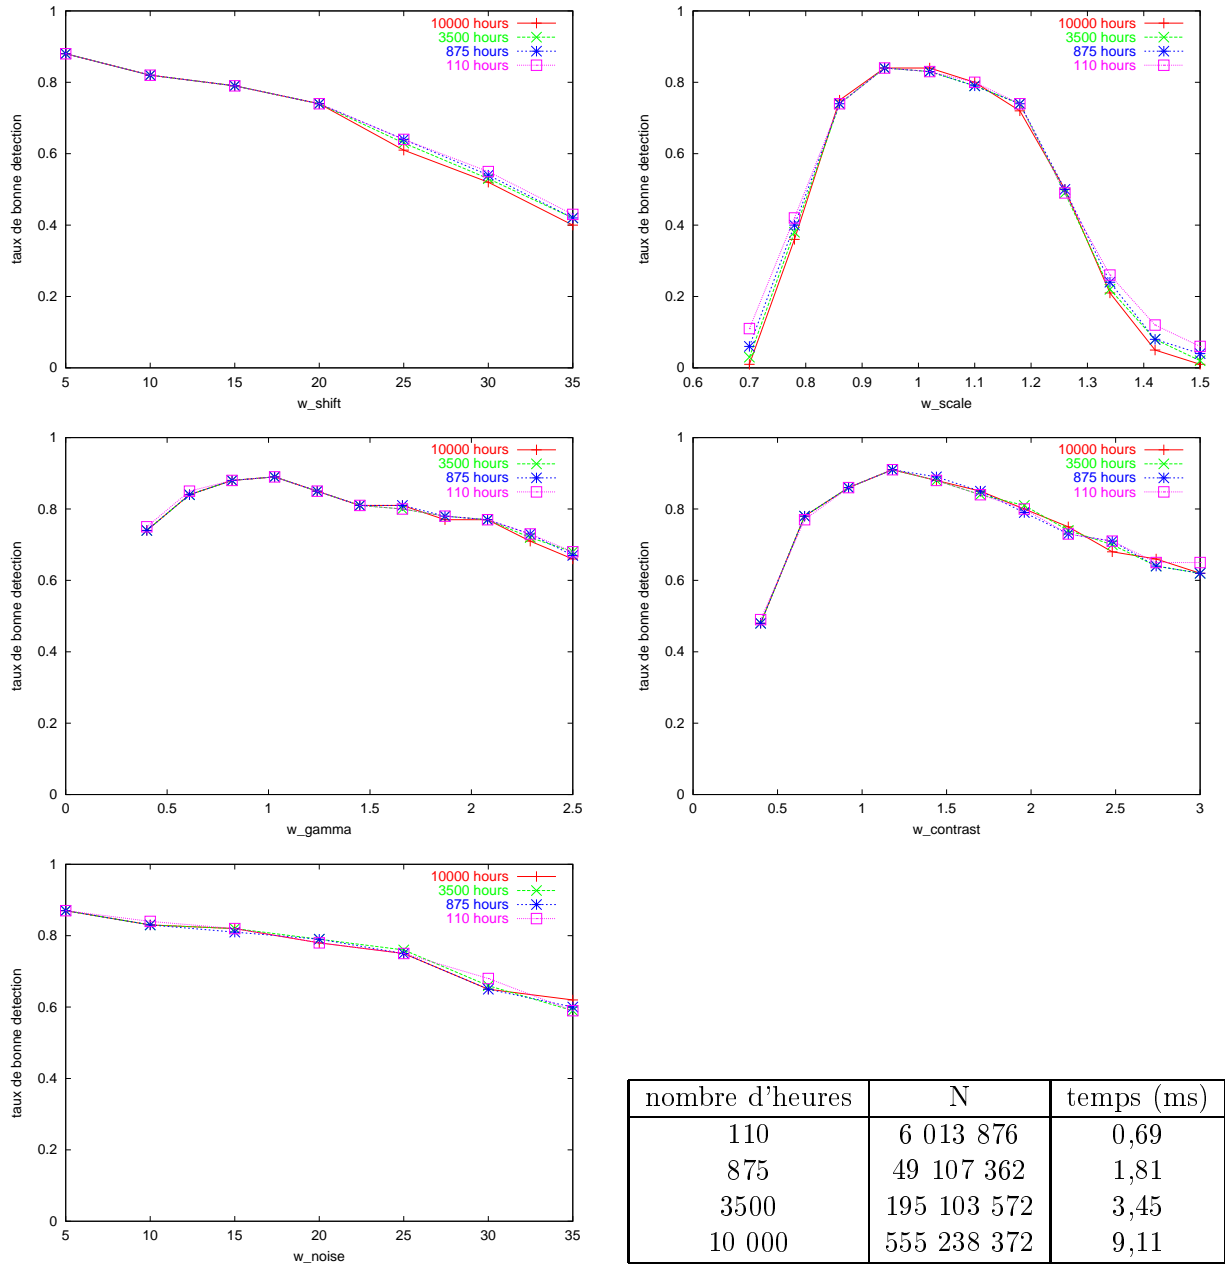 1
0.8
0.6
0.4
0.2
0
5 10 15 20 25 30 35
w_shift
taux de bonne detection
10000 hours
3500 hours
875 hours
110 hours
1
0.8
0.6
0.4
0.2
0
0.6 0.7 0.8 0.9 1 1.1 1.2 1.3 1.4 1.5
w_scale
taux de bonne detection
10000 hours
3500 hours
875 hours
110 hours
1
0.8
0.6
0.4
0.2
0
0 0.5 1 1.5 2 2.5
w_gamma
taux de bonne detection
10000 hours
3500 hours
875 hours
110 hours
1
0.8
0.6
0.4
0.2
0
0 0.5 1 1.5 2 2.5 3
w_contrast
taux de bonne detection
10000 hours
3500 hours
875 hours
110 hours
1
0.8
0.6
0.4
0.2
0
5 10 15 20 25 30 35
w_noise
taux de bonne detection
10000 hours
3500 hours
875 hours
110 hours
nombre d'heures N temps (ms)
110 6 013 876 0,69
875 49 107 362 1,81
3500 195 103 572 3,45
10 000 555 238 372 9,11